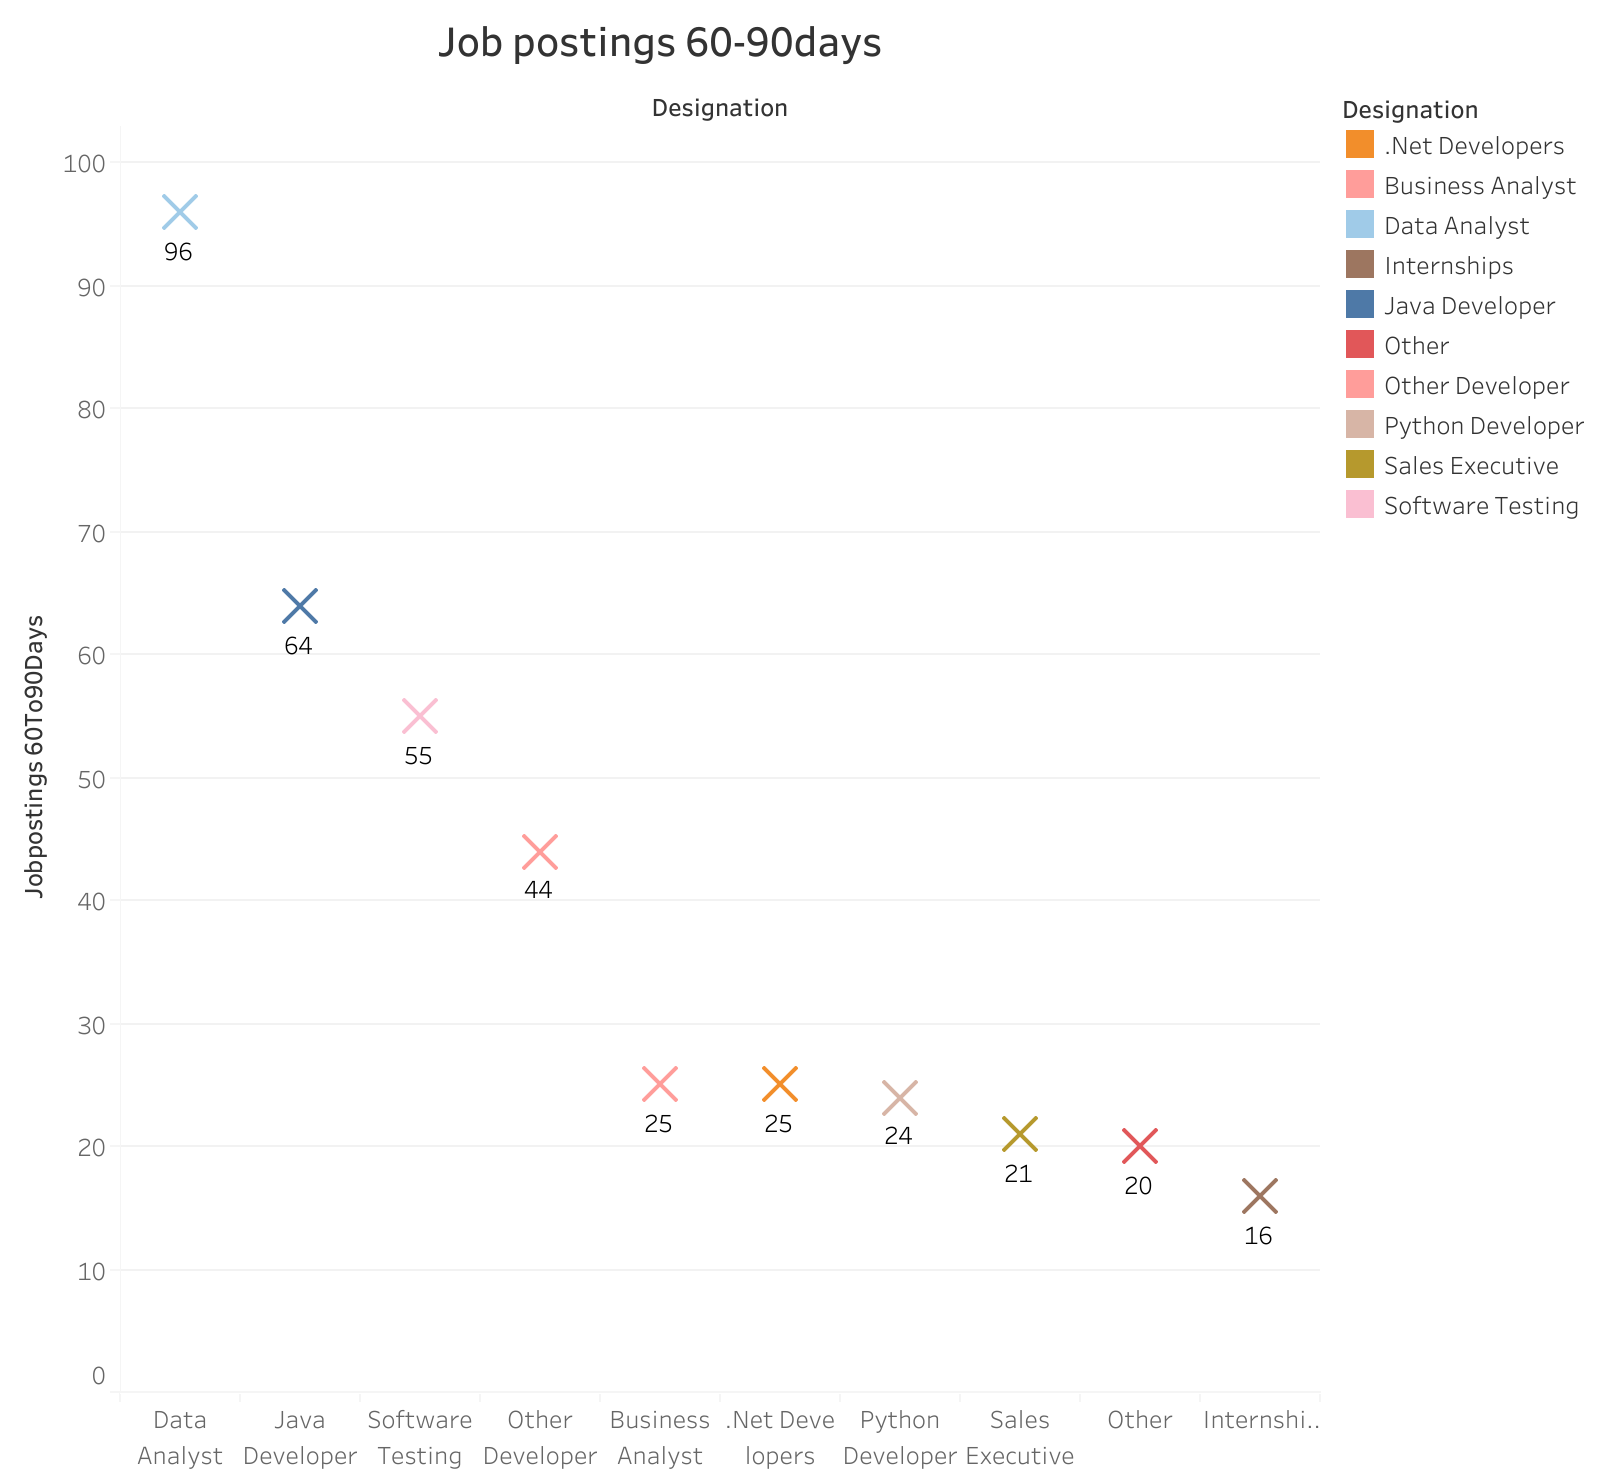 Job postings 60-90days
Designation
Jobpostings 60To90Days
100
90
80
70
60
50
40
30
20
10
0
96
64
55
44
25
25
24
21
20
16
Data
Analyst
Java
Developer
Software
Testing
Other
Developer
Business
Analyst
.Net Deve
lopers
Python
Developer
Sales
Executive
Other
Internshi..
Designation
.Net Developers
Business Analyst
Data Analyst
Internships
Java Developer
Other
Other Developer
Python Developer
Sales Executive
Software Testing